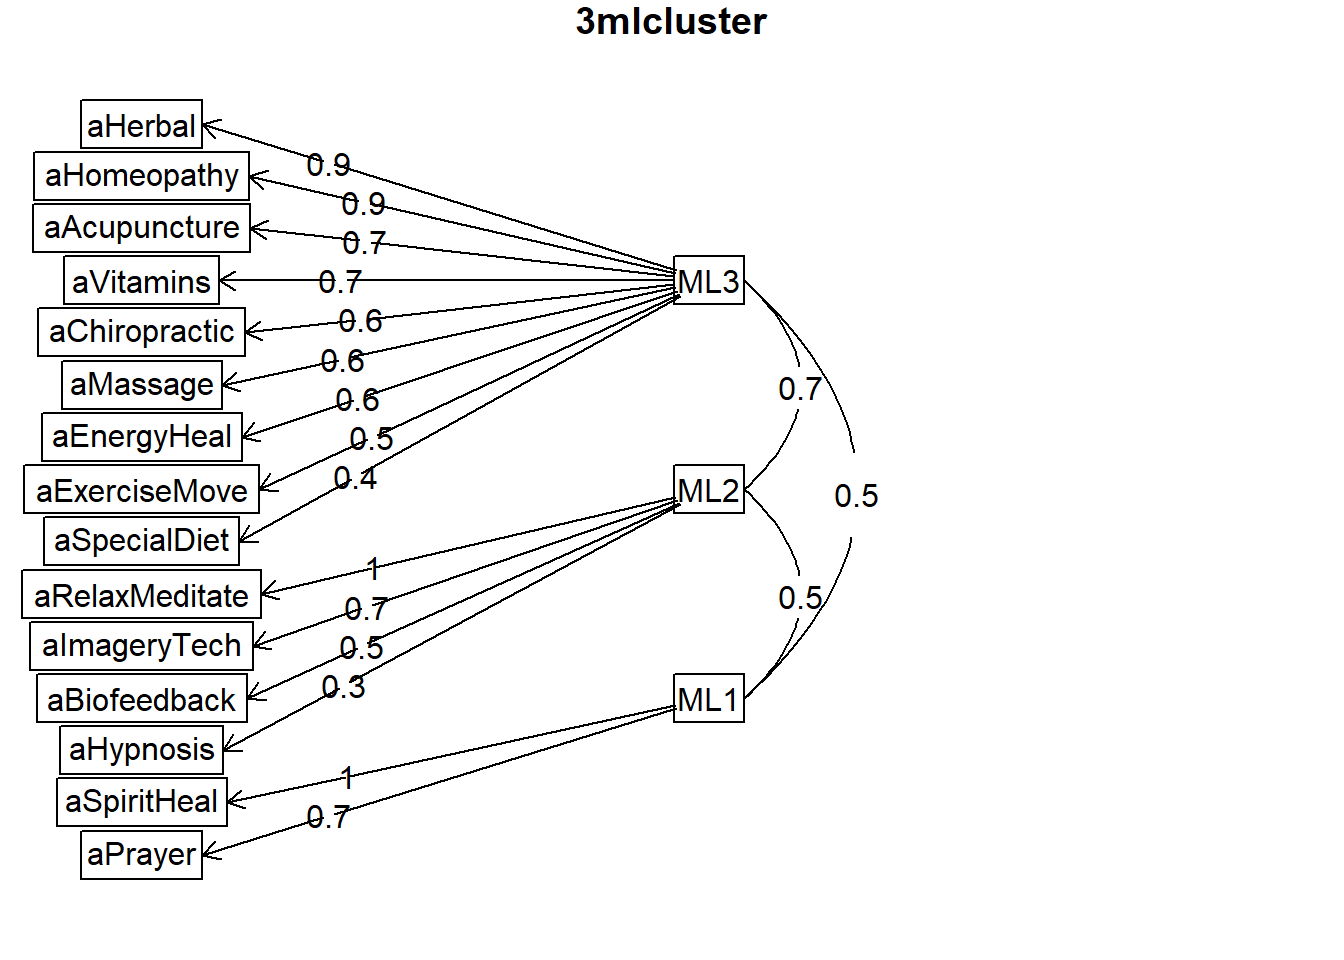 3mlcluster
aHerbal
0.9
aHomeopathy
0.9
aAcupuncture
0.7
aVitamins
0.7
ML3
aChiropractic
0.6
aMassage
0.6
0.7
aEnergyHeal
0.6
0.5
aExerciseMove
0.4
ML2
0.5
aSpecialDiet
1
aRelaxMeditate
0.7
0.5
aImageryTech
0.5
aBiofeedback
0.3
ML1
aHypnosis
1
aSpiritHeal
0.7
aPrayer